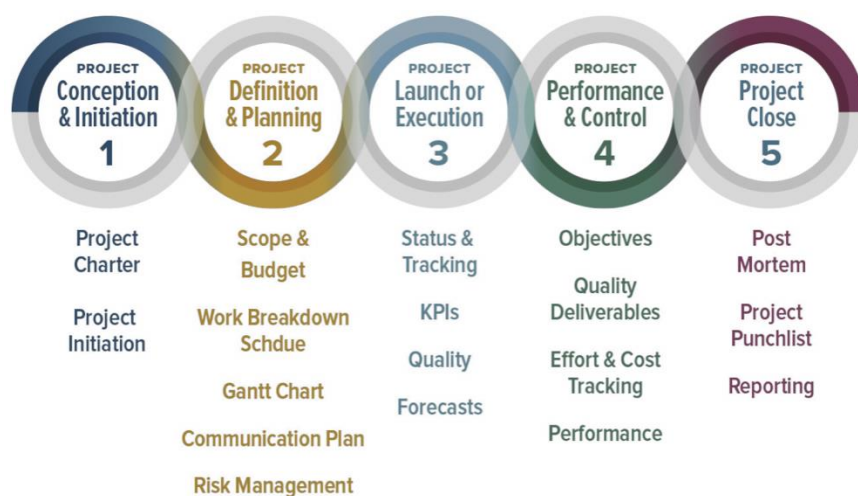 PROJECT
Conception
& Initiation
1
PROJECT
Definition
& Planning
2
PROJECT
Launch or
Execution
3
PROJECT
Performance
& Control
4
PROJECT
Project
Close
5
Project
Charter
Project
Initiation
Scope &
Budget
Work Breakdown
Schdue
Gantt Chart
Communication Plan
Risk Management
Status &
Tracking
KPIs
Quality
Forecasts
Objectives
Quality
Deliverables
Effort & Cost
Tracking
Performance
Post
Mortem
Project
Punchlist
Reporting